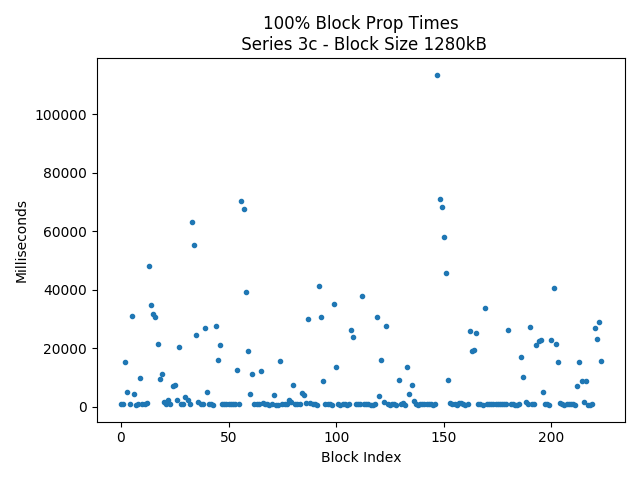 100% Block Prop Times
Series 3c - Block Size 1280kB
Milliseconds
100000
80000
60000
40000
20000
0
0 50 100 150 200
Block Index